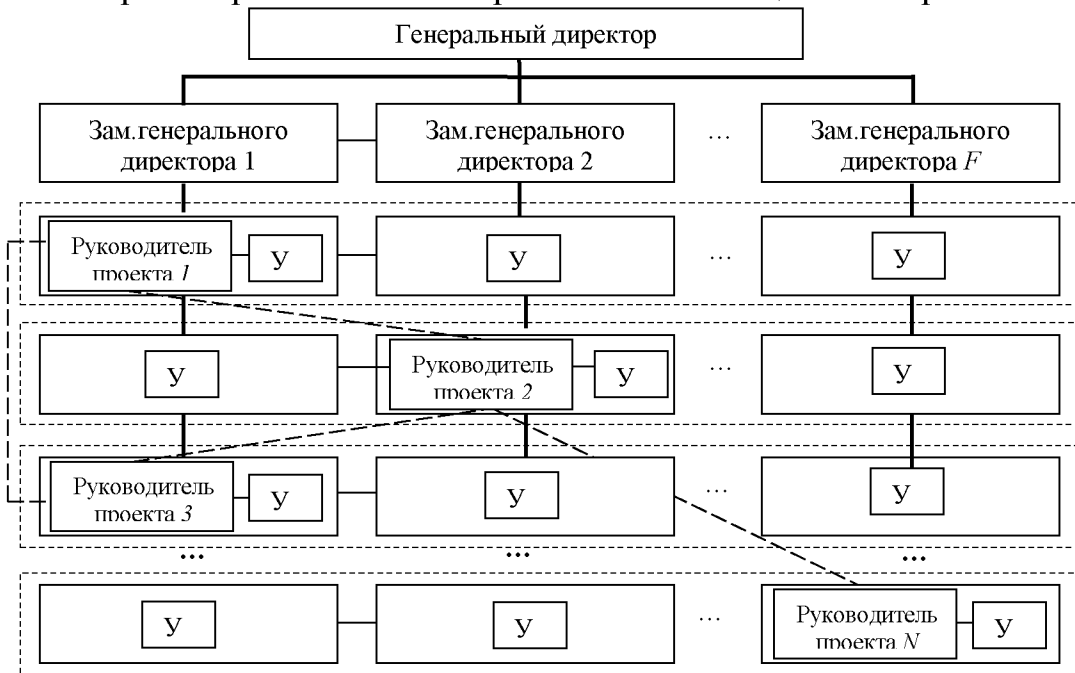 Генеральный директор
Зам.генерального
директора 1
Зам.генерального
директора 2
...
Зам.генерального
директора F
Руководитель
проекта 1
У
У
...
У
У
Руководитель
проекта 2
У
...
У
Руководитель
проекта 3
У
У
...
У
...
...
...
У
У
...
Руководитель
проекта N
У